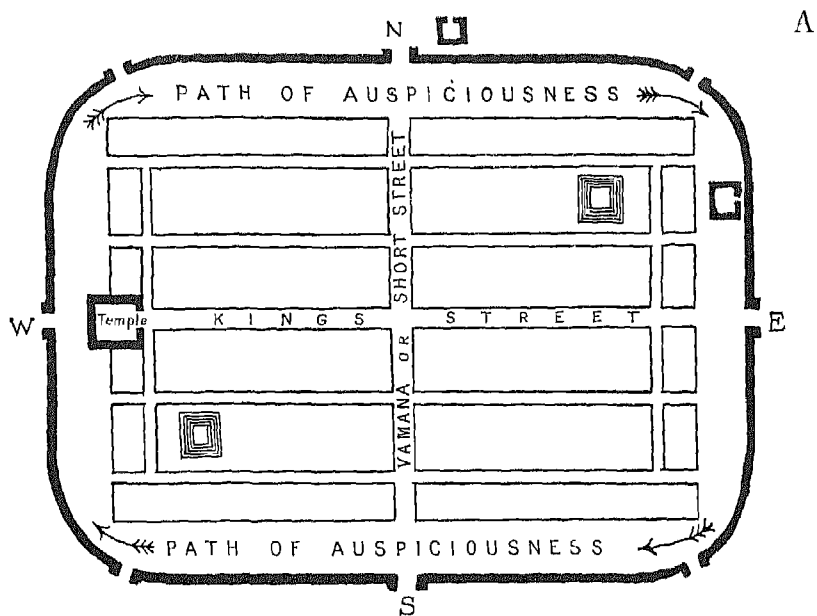 N
Λ
PATH OF AUSPICIOUSNESS
VAMANA OR SHORT STREET
W
Temple
KINGS STREET
E
PATH OF AUSPICIOUSNESS
S